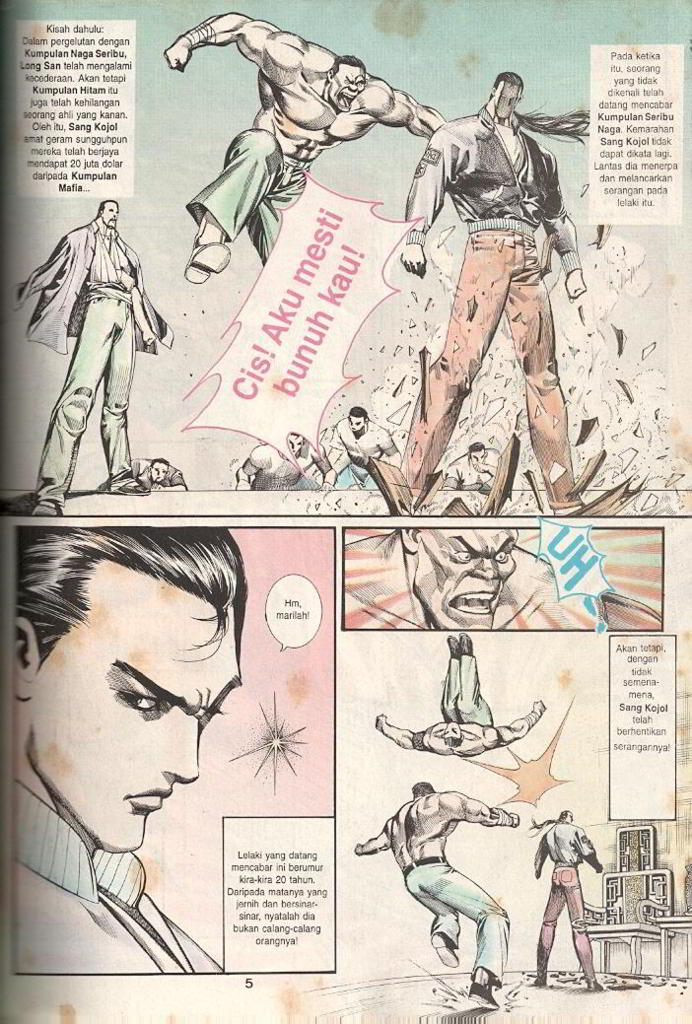 Kisah dahulu:
Dalam pergelutan dengan
Kumpulan Naga Seribu,
Long San telah mengalami
kecederaan. Akan tetapi
Kumpulan Hitam itu
juga telah kehilangan
seorang ahli yang kanan.
Oleh itu, Sang Kojol
amat geram sungguhpun
mereka telah berjaya
mendapat 20 juta dolar
daripada Kumpulan
Mafia...
Pada ketika
itu, seorang
yang tidak
dikenali telah
datang mencabar
Kumpulan Seribu
Naga. Kemarahan
Sang Kojol tidak
dapat dikata lagi.
Lantas dia menerpa
dan melancarkan
serangan pada
lelaki itu.
Cis! Aku mesti
bunuh kau!
Hm,
marilah!
Lelaki yang datang
mencabar ini berumur
kira-kira 20 tahun.
Daripada matanya yang
jernih dan bersinar-
sinar, nyatalah dia
bukan calang-calang
orangnya!
UH!
Akan tetapi,
dengan
tidak
semena-
mena,
Sang Kojol
telah
berhentikan
serangannya!
5